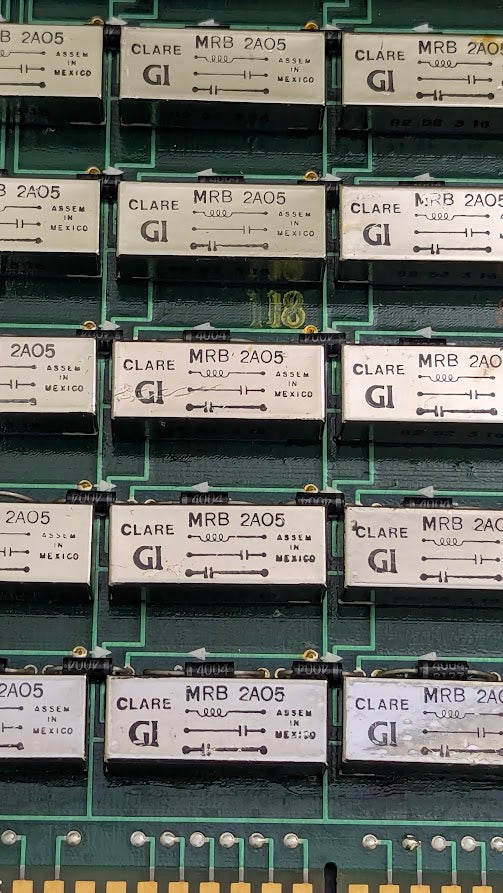 B 2A05
ASSEM
IN
MEXICO
CLARE
GI
MRB 2A05
ASSEM
IN
MEXICO
CLARE
GI
MRB 2A05
B 2A05
ASSEM
IN
MEXICO
CLARE
GI
MRB 2A05
ASSEM
IN
MEXICO
CLARE
GI
MRB 2A05
118
4004
2A05
ASSEM
IN
MEXICO
CLARE
GI
MRB 2A05
ASSEM
IN
MEXICO
CLARE
GI
MRB 2A0
4004
2A05
ASSEM
IN
MEXICO
CLARE
GI
MRB 2A05
ASSEM
IN
MEXICO
CLARE
GI
MRB 2A0
4004
4004
2A05
ASSEM
IN
MEXICO
CLARE
GI
MRB 2A05
ASSEM
IN
MEXICO
CLARE
GI
MRB 2A0